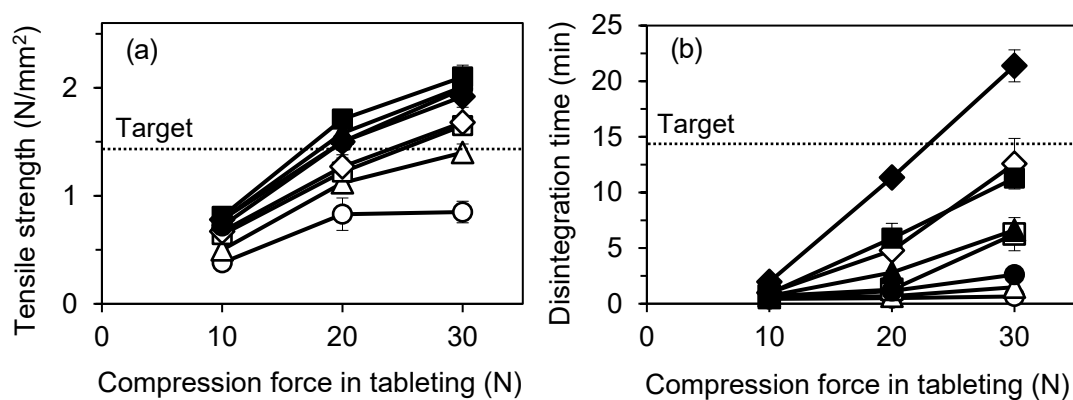 (a)
Tensile strength (N/mm²)
2
1
0
Target
0 10 20 30
Compression force in tableting (N)
(b)
Disintegration time (min)
25
20
15
10
5
0
Target
0 10 20 30
Compression force in tableting (N)